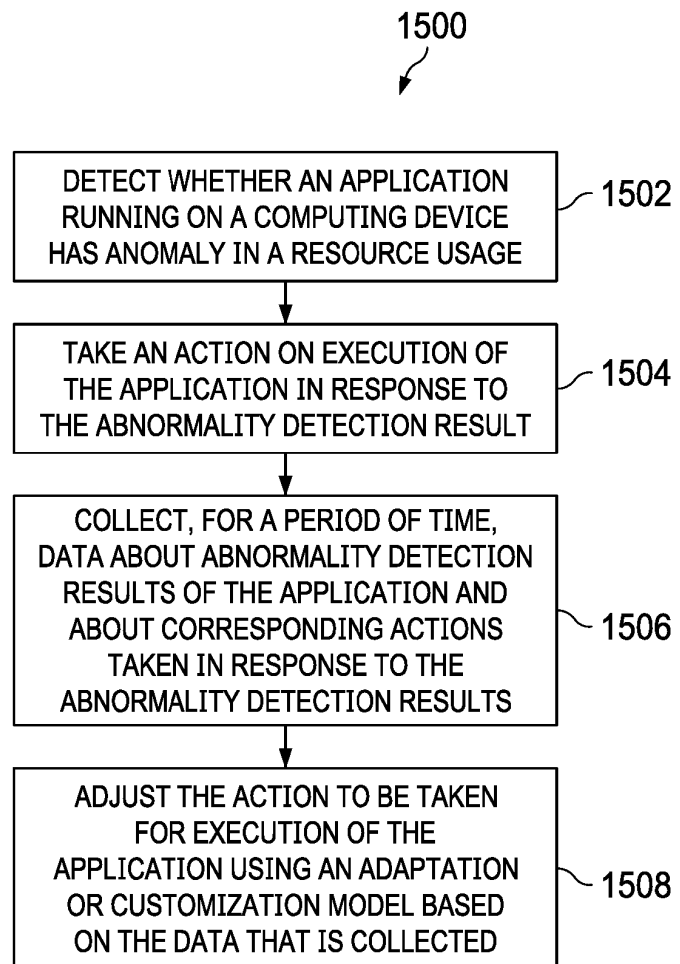 1500
DETECT WHETHER AN APPLICATION
RUNNING ON A COMPUTING DEVICE
HAS ANOMALY IN A RESOURCE USAGE
1502
TAKE AN ACTION ON EXECUTION OF
THE APPLICATION IN RESPONSE TO
THE ABNORMALITY DETECTION RESULT
1504
COLLECT, FOR A PERIOD OF TIME,
DATA ABOUT ABNORMALITY DETECTION
RESULTS OF THE APPLICATION AND
ABOUT CORRESPONDING ACTIONS
TAKEN IN RESPONSE TO THE
ABNORMALITY DETECTION RESULTS
1506
ADJUST THE ACTION TO BE TAKEN
FOR EXECUTION OF THE
APPLICATION USING AN ADAPTATION
OR CUSTOMIZATION MODEL BASED
ON THE DATA THAT IS COLLECTED
1508